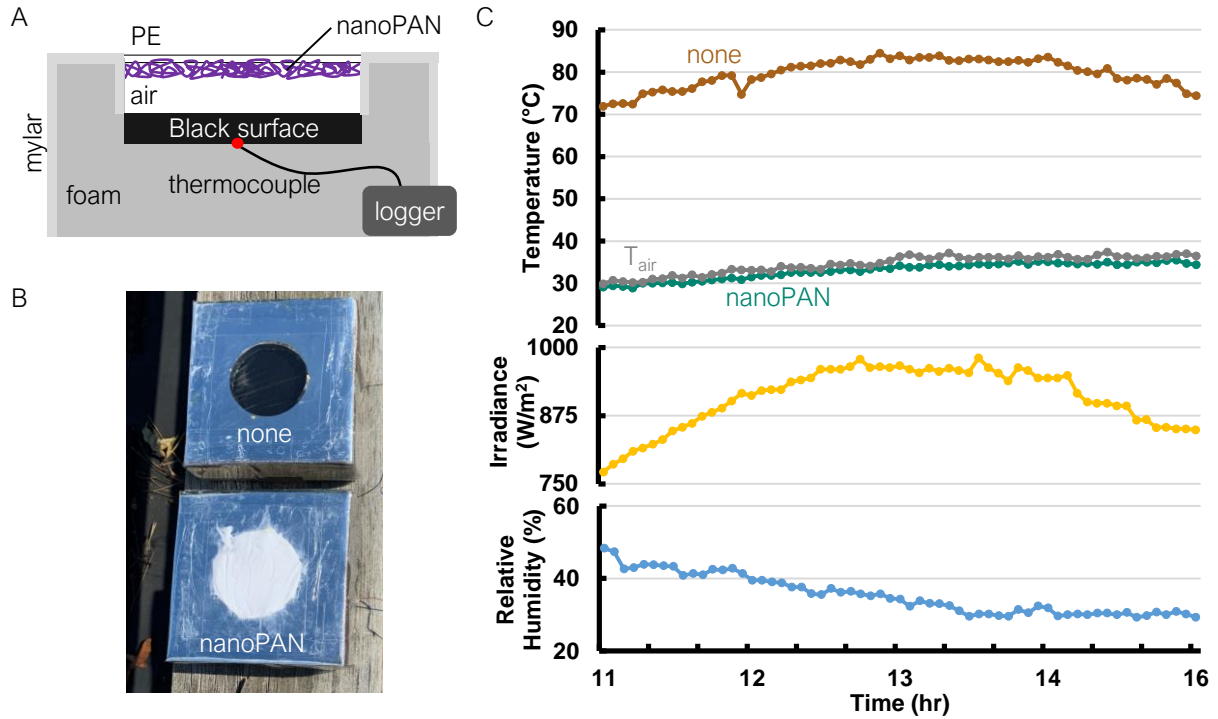 A
PE
nanoPAN
air
Black surface
mylar
foam
thermocouple
logger
B
none
nanoPAN
C
Temperature (°C)
90
80
70
60
50
40
30
20
none
T_air
nanoPAN
Irradiance
(W/m²)
1000
875
750
Relative
Humidity (%)
60
40
20
11
12
13
14
16
Time (hr)